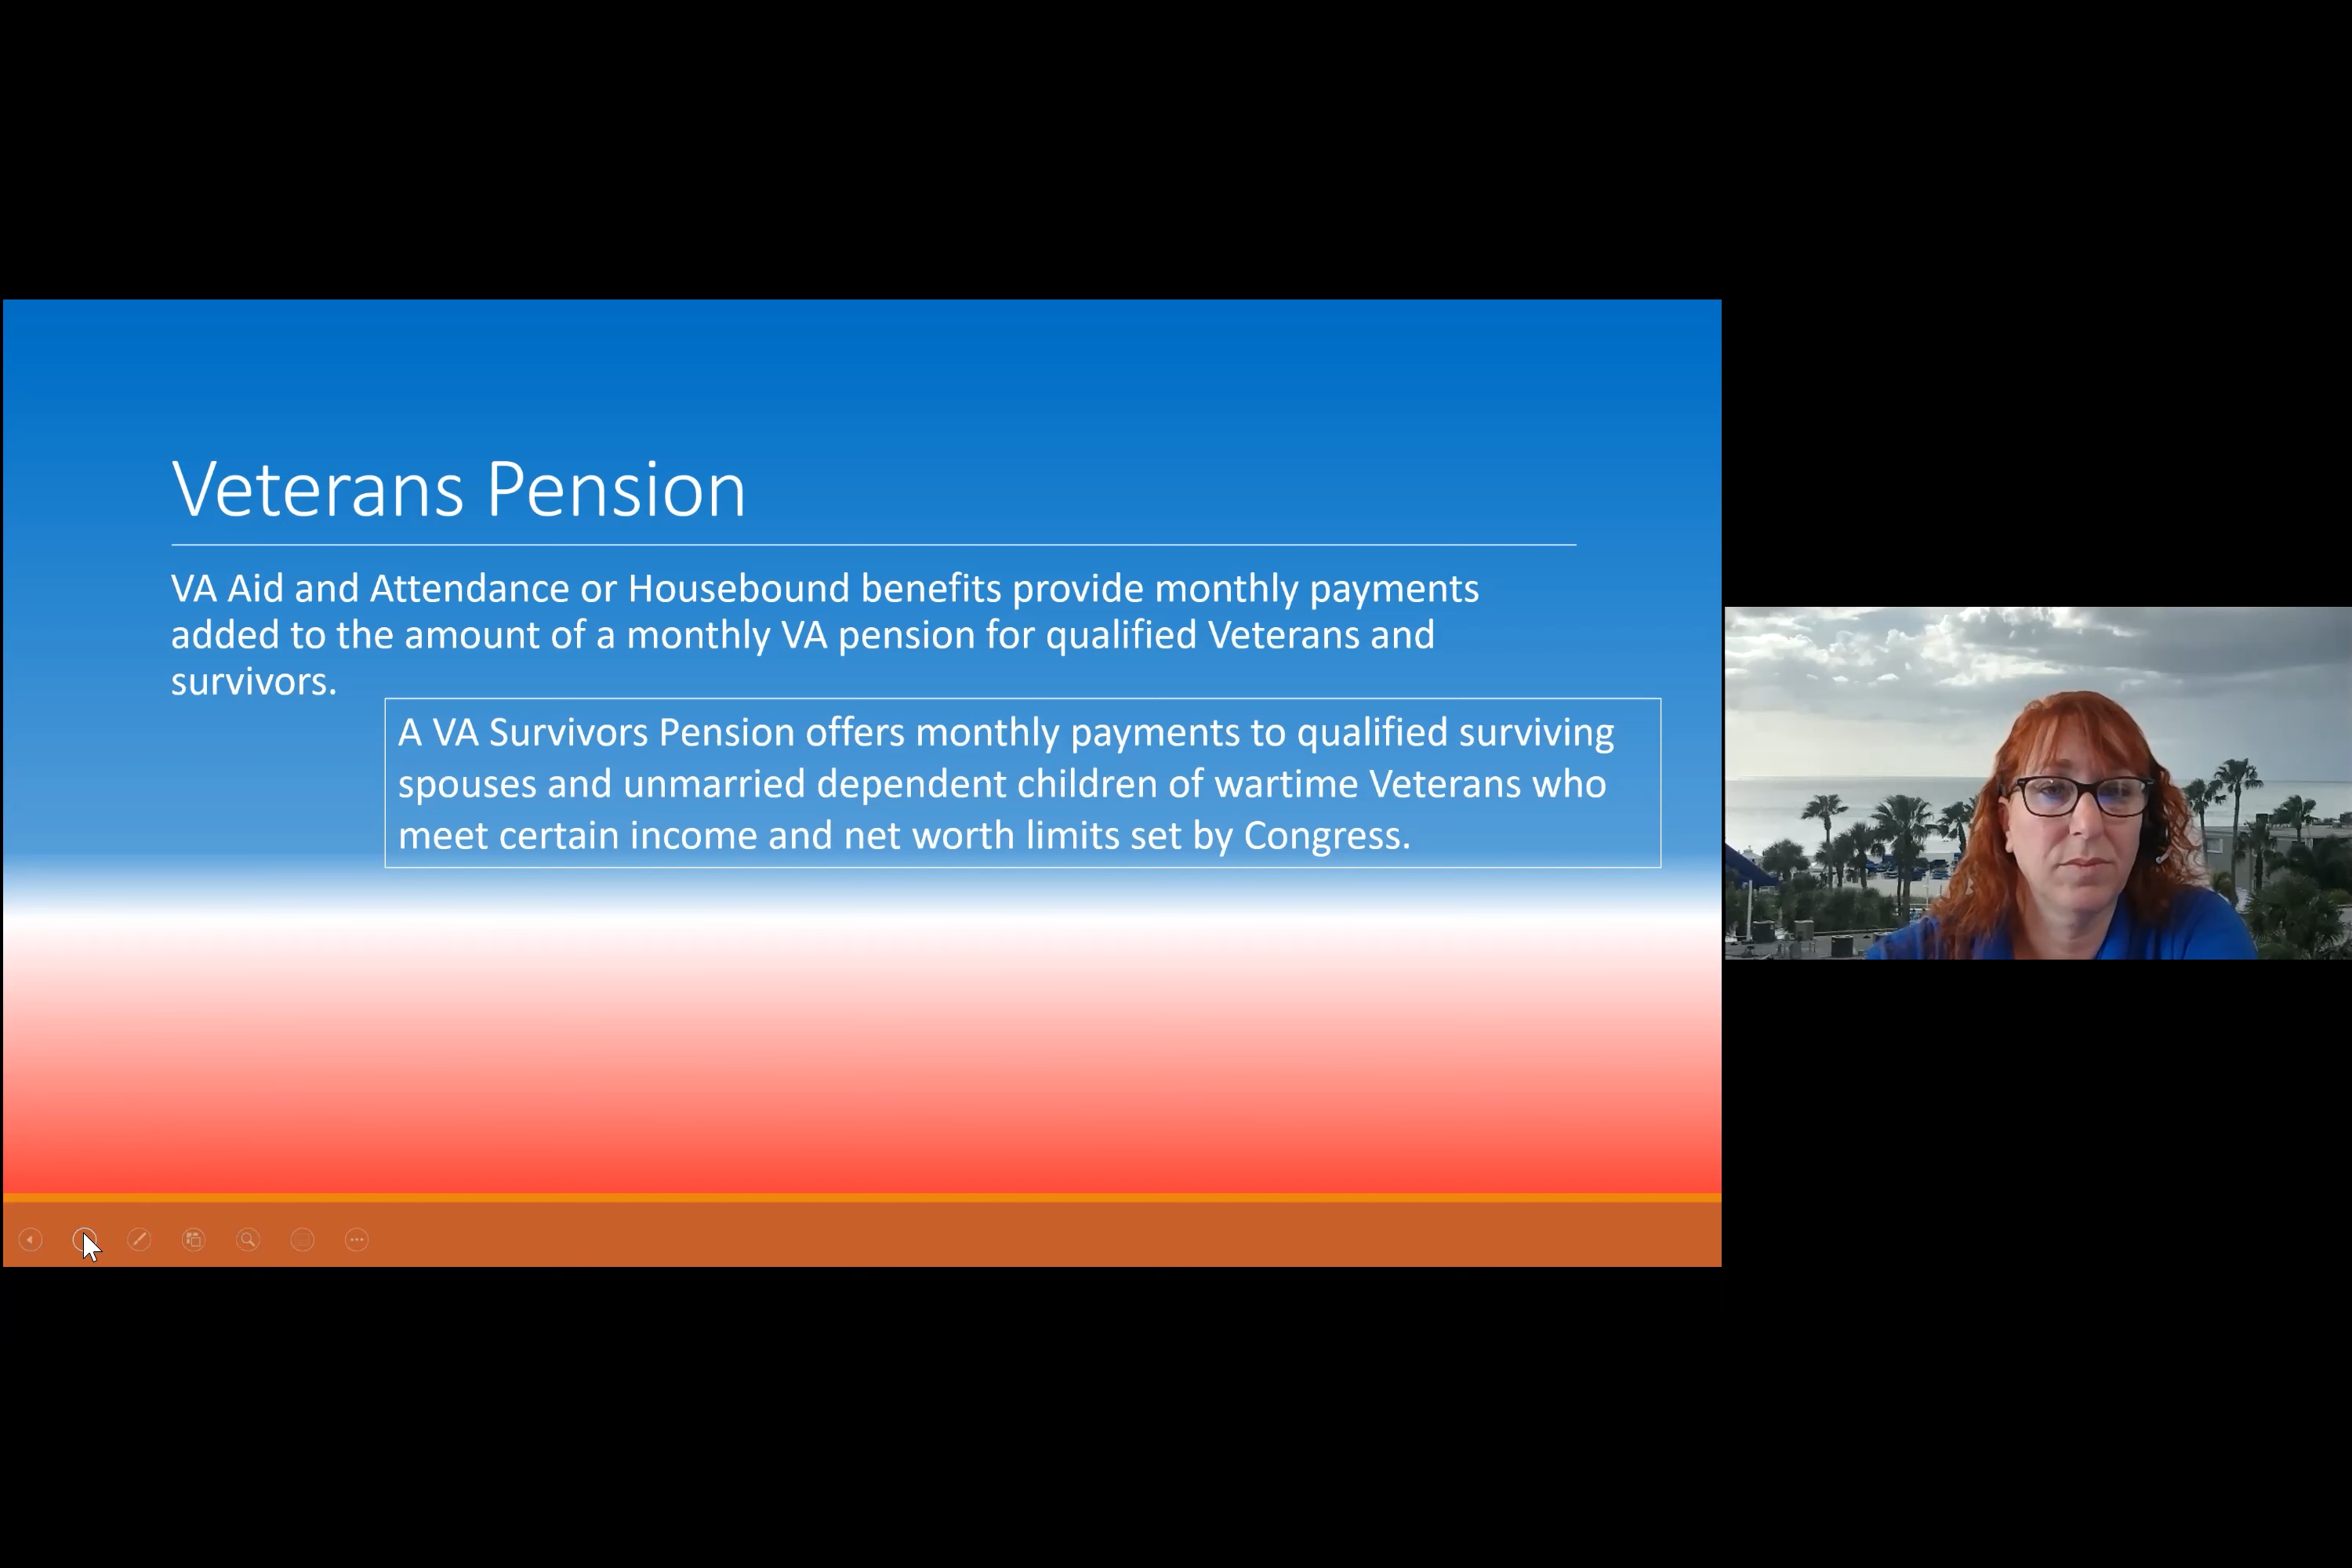 Veterans Pension
VA Aid and Attendance or Housebound benefits provide monthly payments
added to the amount of a monthly VA pension for qualified Veterans and
survivors.
A VA Survivors Pension offers monthly payments to qualified surviving
spouses and unmarried dependent children of wartime Veterans who
meet certain income and net worth limits set by Congress.